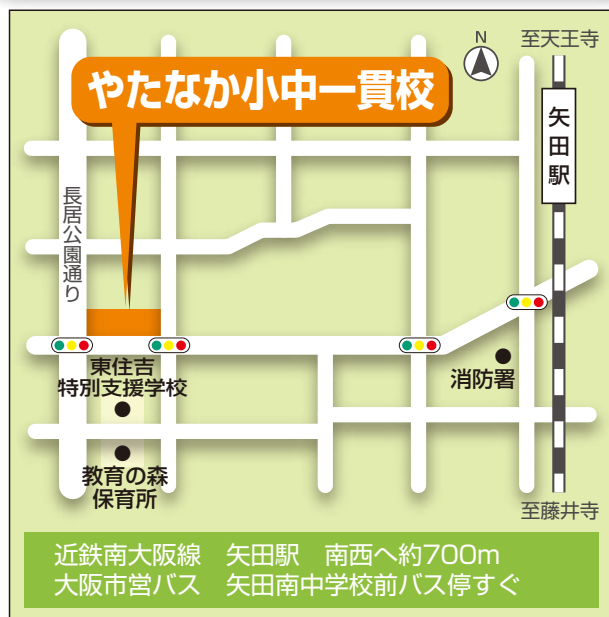 N
至天王寺
やたなか小中一貫校
矢田駅
長居公園通り
東住吉
特別支援学校
消防署
教育の森
保育所
至藤井寺
近鉄南大阪線 矢田駅 南西へ約700m
大阪市営バス 矢田南中学校前バス停すぐ